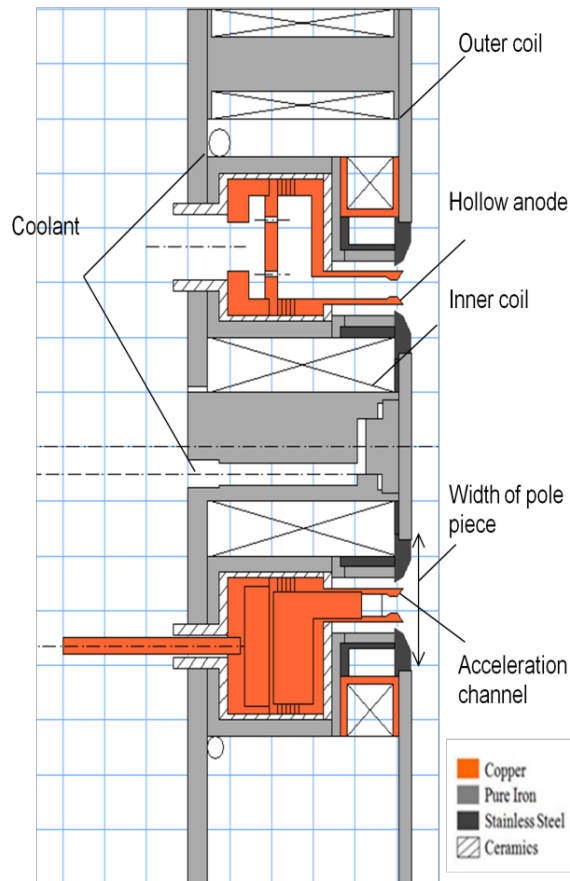 Outer coil
Coolant
Hollow anode
Inner coil
Width of pole
piece
Acceleration
channel
Copper
Pure Iron
Stainless Steel
Ceramics